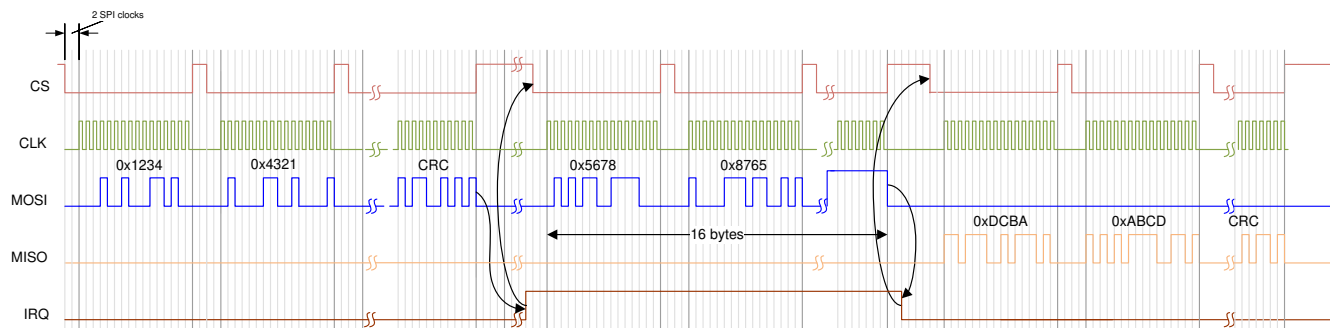 2 SPI clocks
CS
CLK
0x1234
0x4321
CRC
0x5678
0x8765
MOSI
0xDCBA
0xABCD
CRC
16 bytes
MISO
IRQ